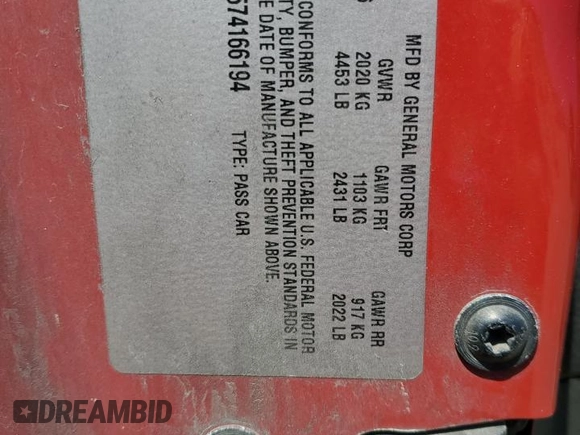 MFD BY GENERAL MOTORS CORP
GVWR GAWR FRT GAWR RR
2020 KG 1103 KG 917 KG
4453 LB 2431 LB 2022 LB
CONFORMS TO ALL APPLICABLE U.S. FEDERAL MOTOR
TY, BUMPER, AND THEFT PREVENTION STANDARDS IN
E DATE OF MANUFACTURE SHOWN ABOVE.
674166194 TYPE: PASS CAR
DREAMBID